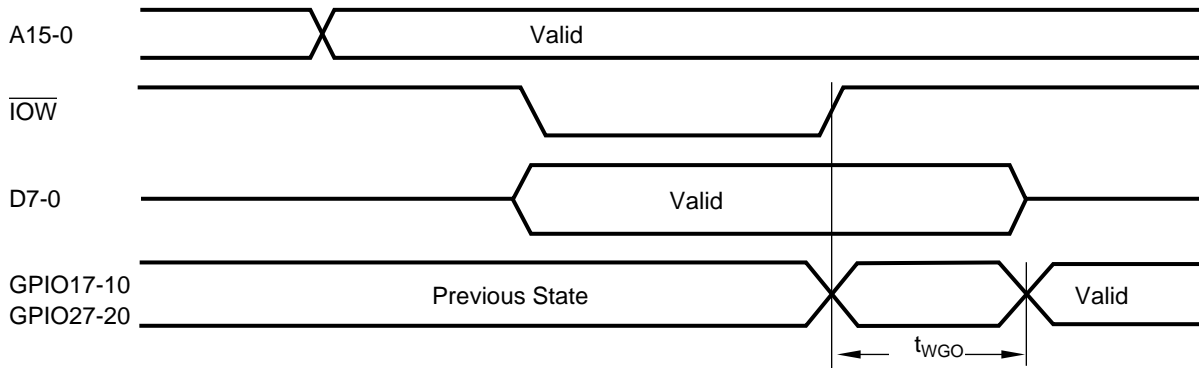 A15-0
Valid
IOW
D7-0
Valid
GPIO17-10
GPIO27-20
Previous State
Valid
tWGO